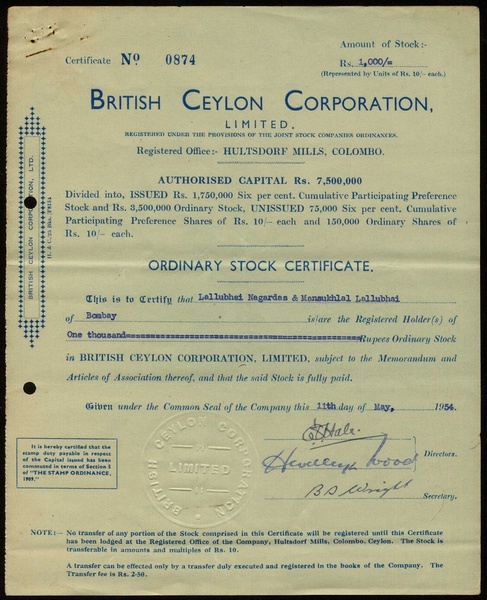 Certificate No 0874
Amount of Stock:-
Rs. 1,000/=
(Represented by Units of Rs. 10/- each.)
BRITISH CEYLON CORPORATION,
LIMITED.
REGISTERED UNDER THE PROVISIONS OF THE JOINT STOCK COMPANIES ORDINANCES.
Registered Office:- HULTSDORF MILLS, COLOMBO.
AUTHORISED CAPITAL Rs. 7,500,000
Divided into, ISSUED Rs. 1,750,000 Six per cent. Cumulative Participating Preference
Stock and Rs. 3,500,000 Ordinary Stock, UNISSUED 75,000 Six per cent. Cumulative
Participating Preference Shares of Rs. 10/- each and 150,000 Ordinary Shares of
Rs. 10/- each.
BRITISH CEYLON CORPORATION, LTD.
ORDINARY STOCK CERTIFICATE.
This is to Certify that Lallubhai Nagardas & Mansukhlal Lallubhai
of Bombay is/are the Registered Holder(s) of
One thousand Rupees Ordinary Stock
in BRITISH CEYLON CORPORATION, LIMITED, subject to the Memorandum and
Articles of Association thereof, and that the said Stock is fully paid.
Given under the Common Seal of the Company this 11th day of May, 1954.
Directors.
B D Wright
Secretary.
BRITISH CEYLON CORPORATION
LIMITED
It is hereby certified that the
stamp duty payable in respect
of the Capital issued has been
commuted in terms of Section 5
of "THE STAMP ORDINANCE,
1909."
NOTE:- No transfer of any portion of the Stock comprised in this Certificate will be registered until this Certificate
has been lodged at the Registered Office of the Company, Hultsdorf Mills, Colombo, Ceylon. The Stock is
transferable in amounts and multiples of Rs. 10.
A transfer can be effected only by a transfer duly executed and registered in the books of the Company. The
Transfer fee is Rs. 2-50.